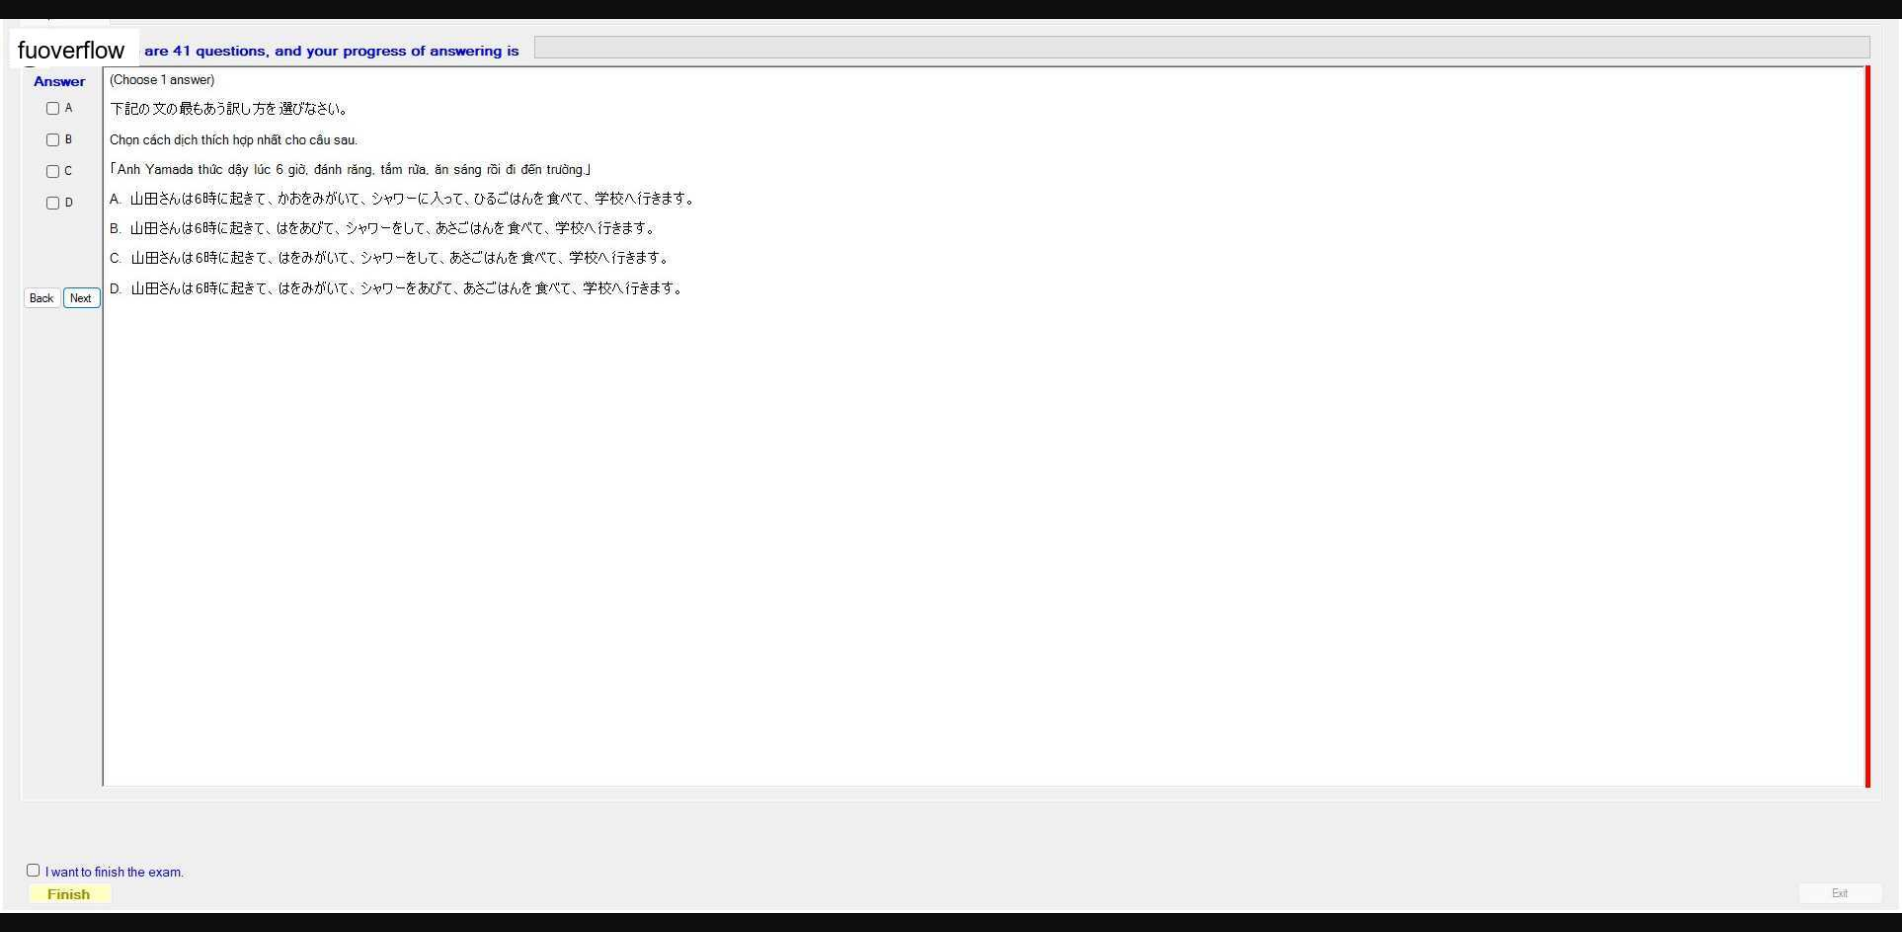 fuoverflow are 41 questions, and your progress of answering is
Answer
(Choose 1 answer)
A
下記の文の最もあう訳し方を選びなさい。
B
Chọn cách dịch thích hợp nhất cho câu sau.
C
「Anh Yamada thức dậy lúc 6 giờ, đánh răng, tắm rửa, ăn sáng rồi đi đến trường.」
D
A. 山田さんは6時に起きて、かおをみがいて、シャワーに入って、ひるごはんを食べて、学校へ行きます。
B. 山田さんは6時に起きて、はをあびて、シャワーをして、あさごはんを食べて、学校へ行きます。
C. 山田さんは6時に起きて、はをみがいて、シャワーをして、あさごはんを食べて、学校へ行きます。
D. 山田さんは6時に起きて、はをみがいて、シャワーをあびて、あさごはんを食べて、学校へ行きます。
Back Next
I want to finish the exam.
Finish
Exit